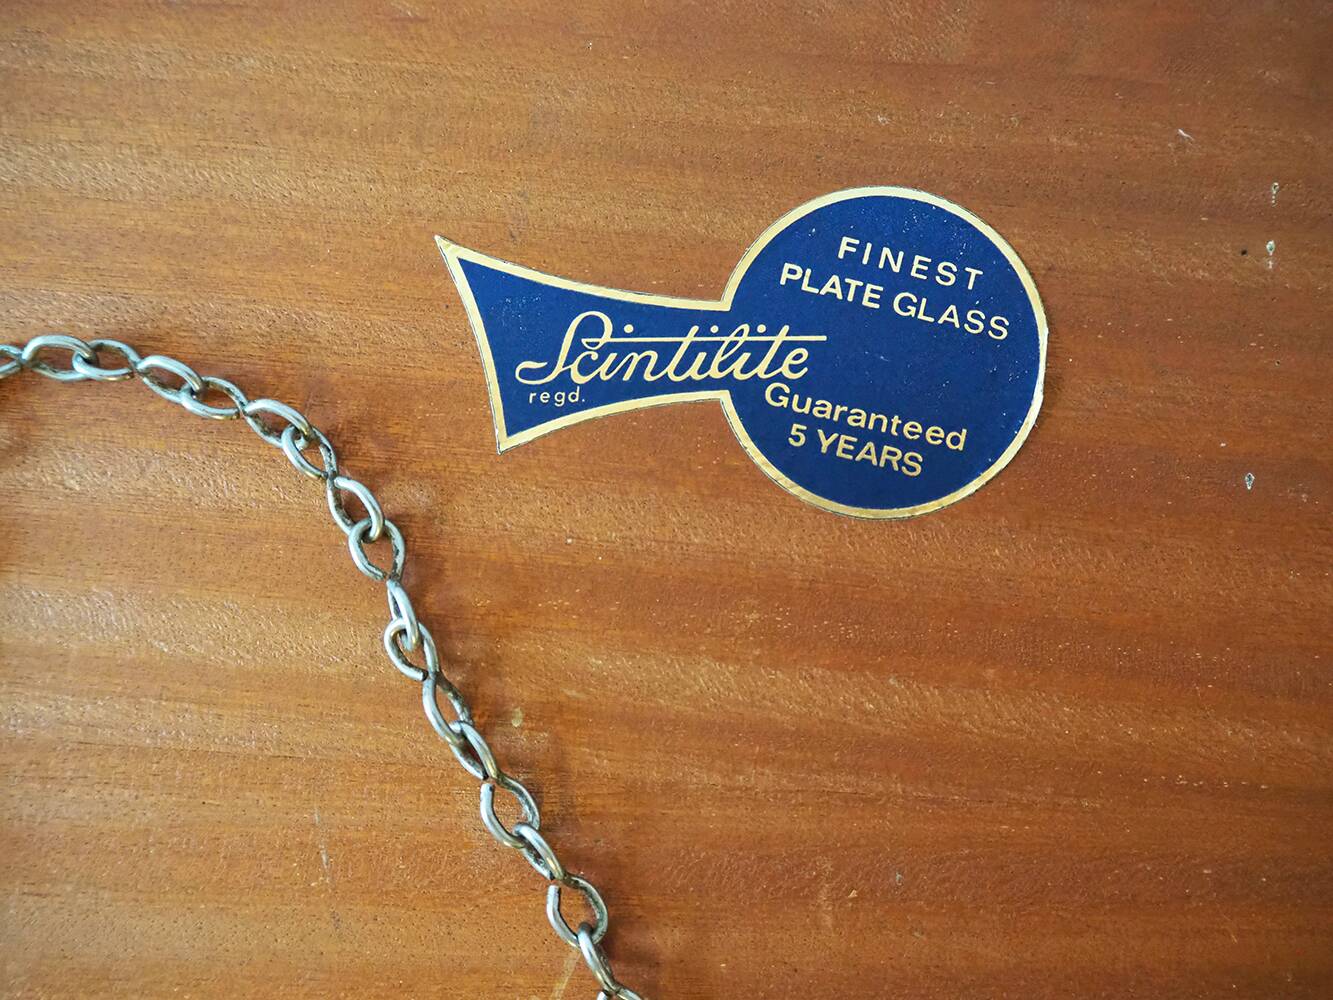 FINEST
PLATE GLASS
Scintilite
regd.
Guaranteed
5 YEARS